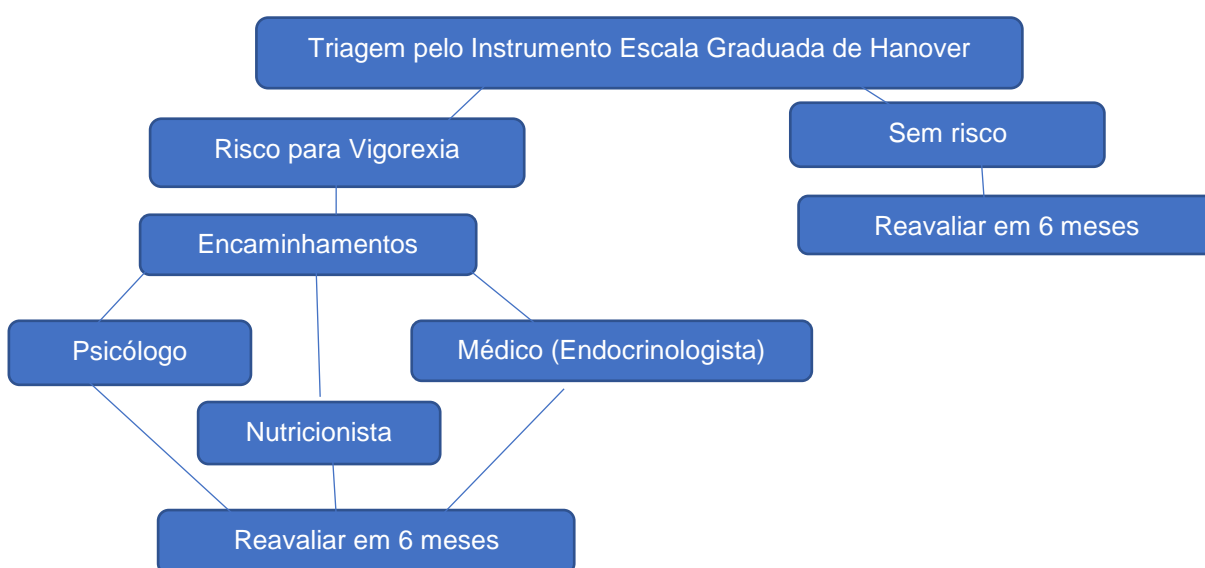 Triagem pelo Instrumento Escala Graduada de Hanover
Risco para Vigorexia
Sem risco
Encaminhamentos
Reavaliar em 6 meses
Psicólogo
Médico (Endocrinologista)
Nutricionista
Reavaliar em 6 meses